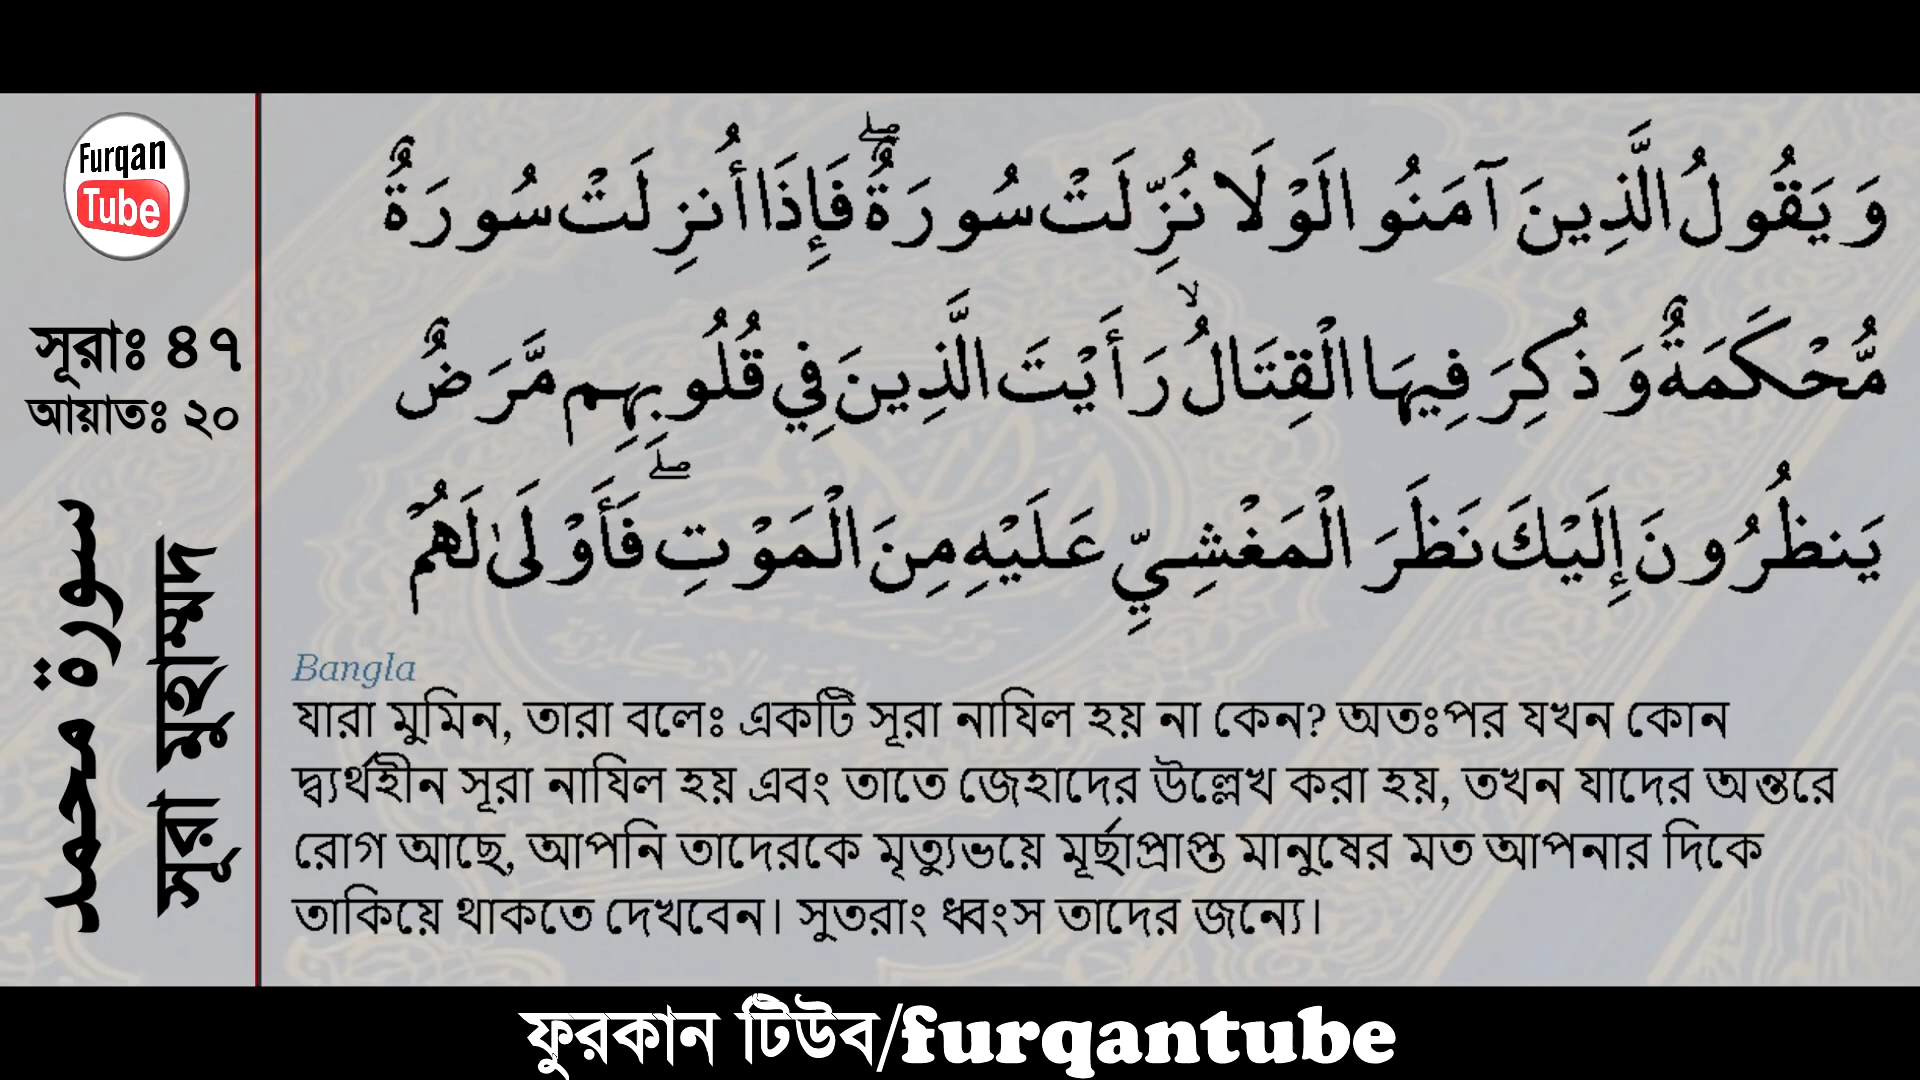 Furqan
Tube
সূরাঃ ৪৭
আয়াতঃ ২০
سورة محمد
সূরা মুহাম্মদ
وَيَقُولُ الَّذِينَ آمَنُوا لَوْلَا نُزِّلَتْ سُورَةٌ ۖ فَإِذَا أُنزِلَتْ سُورَةٌ
مُّحْكَمَةٌ وَذُكِرَ فِيهَا الْقِتَالُ ۙ رَأَيْتَ الَّذِينَ فِي قُلُوبِهِم مَّرَضٌ
يَنظُرُونَ إِلَيْكَ نَظَرَ الْمَغْشِيِّ عَلَيْهِ مِنَ الْمَوْتِ ۖ فَأَوْلَىٰ لَهُمْ
Bangla
যারা মুমিন, তারা বলেঃ একটি সূরা নাযিল হয় না কেন? অতঃপর যখন কোন
দ্ব্যর্থহীন সূরা নাযিল হয় এবং তাতে জেহাদের উল্লেখ করা হয়, তখন যাদের অন্তরে
রোগ আছে, আপনি তাদেরকে মৃত্যুভয়ে মূর্ছাপ্রাপ্ত মানুষের মত আপনার দিকে
তাকিয়ে থাকতে দেখবেন। সুতরাং ধ্বংস তাদের জন্যে।
ফুরকান টিউব/furqantube